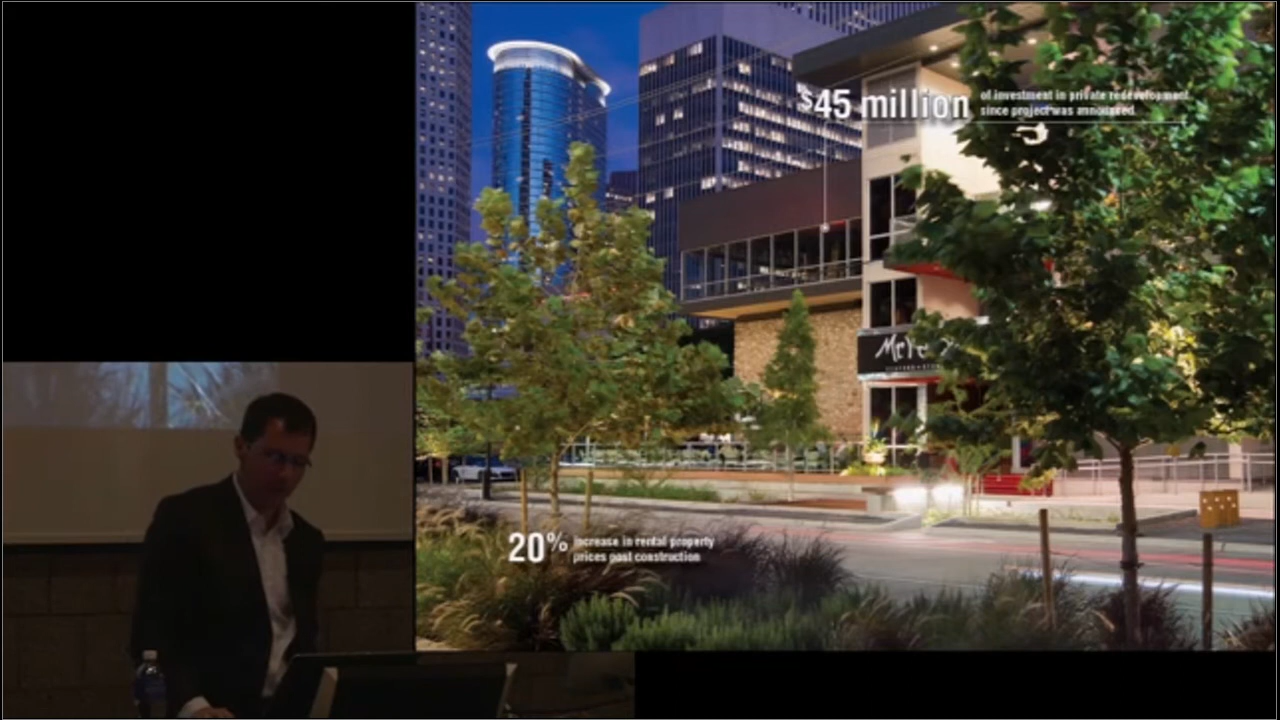 $45 million of investment in private redevelopment
since project was announced
20% increase in rental property
prices post construction